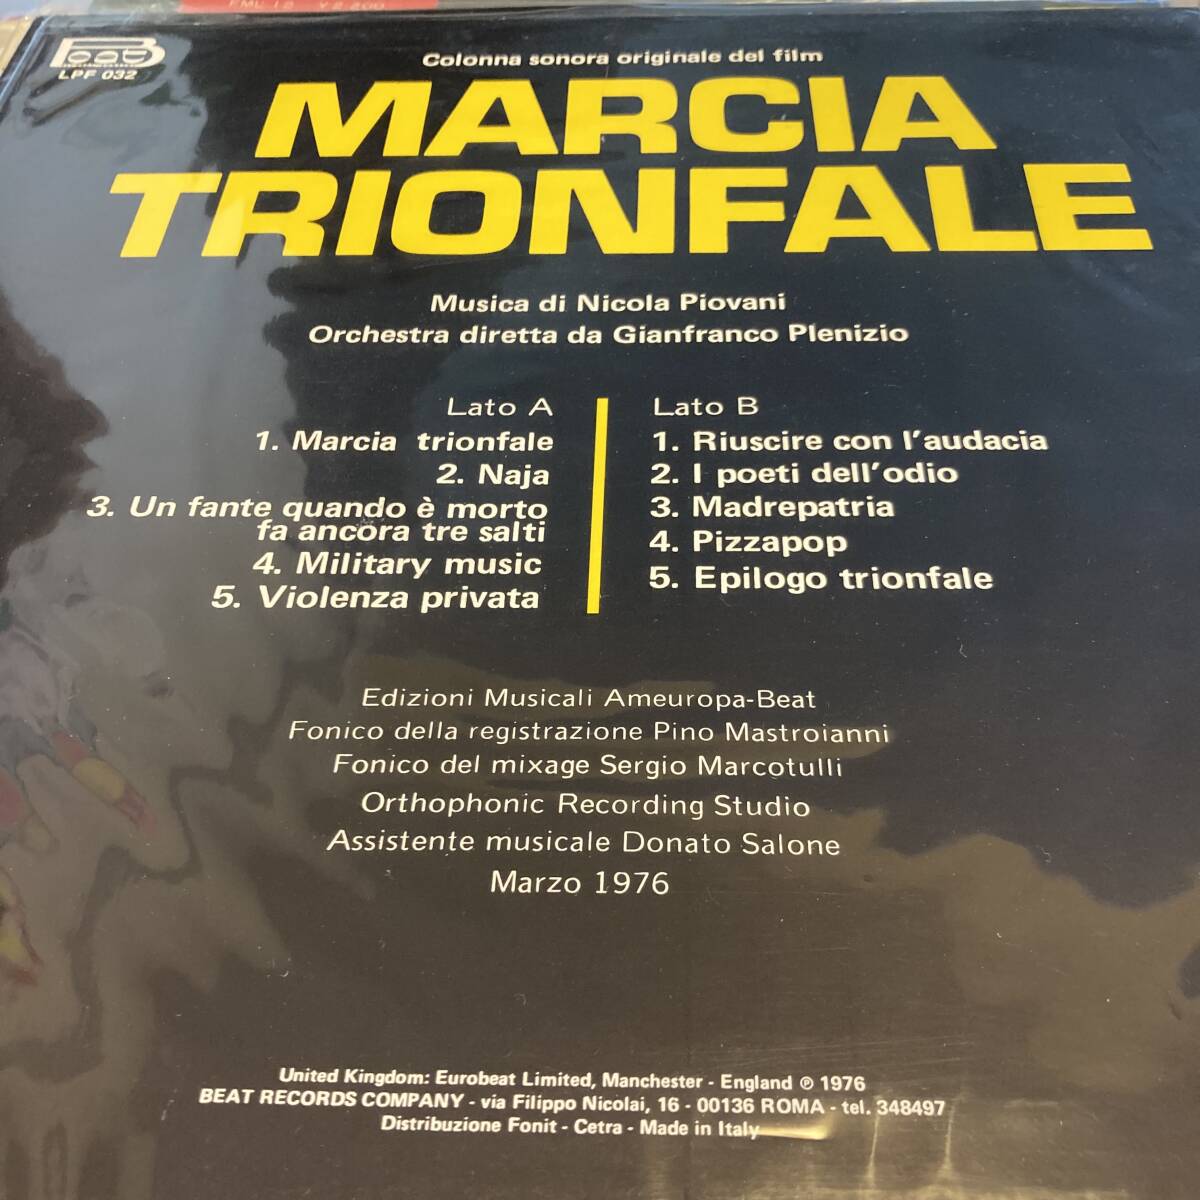 FML 12 ¥2,200
Beat
LPF 032
Colonna sonora originale del film
MARCIA
TRIONFALE
Musica di Nicola Piovani
Orchestra diretta da Gianfranco Plenizio
Lato A
1. Marcia trionfale
2. Naja
3. Un fante quando è morto
fa ancora tre salti
4. Military music
5. Violenza privata
Lato B
1. Riuscire con l'audacia
2. I poeti dell'odio
3. Madrepatria
4. Pizzapop
5. Epilogo trionfale
Edizioni Musicali Ameuropa-Beat
Fonico della registrazione Pino Mastroianni
Fonico del mixage Sergio Marcotulli
Orthophonic Recording Studio
Assistente musicale Donato Salone
Marzo 1976
United Kingdom: Eurobeat Limited, Manchester - England ℗ 1976
BEAT RECORDS COMPANY - via Filippo Nicolai, 16 - 00136 ROMA - tel. 348497
Distribuzione Fonit - Cetra - Made in Italy